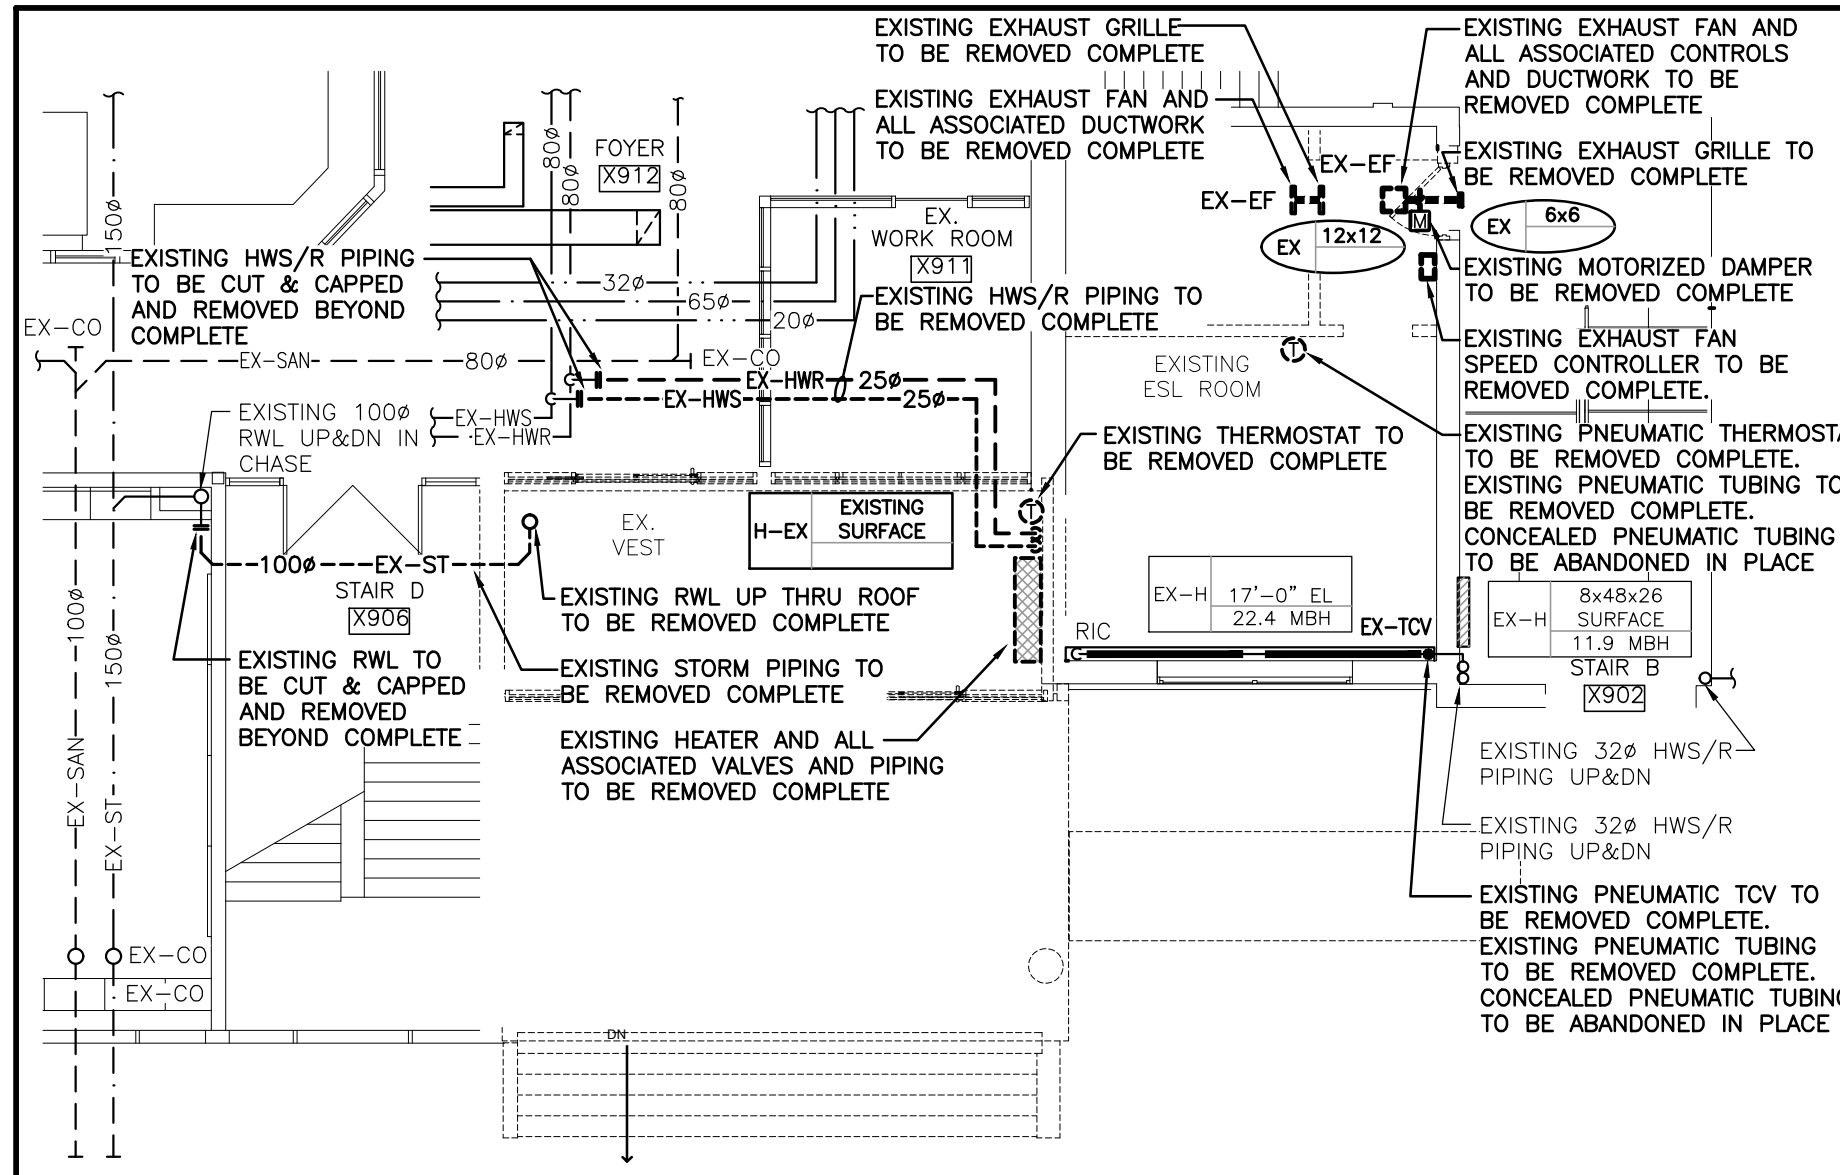 EXISTING EXHAUST GRILLE
TO BE REMOVED COMPLETE
EXISTING EXHAUST FAN AND
ALL ASSOCIATED DUCTWORK
TO BE REMOVED COMPLETE
EXISTING EXHAUST FAN AND
ALL ASSOCIATED CONTROLS
AND DUCTWORK TO BE
REMOVED COMPLETE
EXISTING EXHAUST GRILLE TO
BE REMOVED COMPLETE
EX-EF
EX-EF
M
EX 12x12
EX 6x6
EXISTING MOTORIZED DAMPER
TO BE REMOVED COMPLETE
EXISTING EXHAUST FAN
SPEED CONTROLLER TO BE
REMOVED COMPLETE.
150ø
80ø
80ø
80ø
FOYER
X912
EX.
WORK ROOM
X911
EXISTING HWS/R PIPING
TO BE CUT & CAPPED
AND REMOVED BEYOND
COMPLETE
32ø
65ø
20ø
EXISTING HWS/R PIPING TO
BE REMOVED COMPLETE
EX-CO
EX-SAN
80ø
EX-CO
EX-HWR 25ø
EX-HWS 25ø
EXISTING
ESL ROOM
T
EXISTING 100ø
RWL UP&DN IN
CHASE
EX-HWS
EX-HWR
EXISTING THERMOSTAT TO
BE REMOVED COMPLETE
EXISTING PNEUMATIC THERMOSTA
TO BE REMOVED COMPLETE.
EXISTING PNEUMATIC TUBING TO
BE REMOVED COMPLETE.
CONCEALED PNEUMATIC TUBING
TO BE ABANDONED IN PLACE
EX.
VEST
H-EX
EXISTING
SURFACE
T
100ø
EX-ST
STAIR D
X906
EXISTING RWL UP THRU ROOF
TO BE REMOVED COMPLETE
EX-H
17'-0" EL
22.4 MBH
EX-TCV
RIC
EX-H
8x48x26
SURFACE
11.9 MBH
STAIR B
X902
100ø
150ø
EXISTING RWL TO
BE CUT & CAPPED
AND REMOVED
BEYOND COMPLETE
EXISTING STORM PIPING TO
BE REMOVED COMPLETE
EXISTING HEATER AND ALL
ASSOCIATED VALVES AND PIPING
TO BE REMOVED COMPLETE
EXISTING 32ø HWS/R
PIPING UP&DN
EX-SAN
EX-ST
EXISTING 32ø HWS/R
PIPING UP&DN
EXISTING PNEUMATIC TCV TO
BE REMOVED COMPLETE.
EXISTING PNEUMATIC TUBING
TO BE REMOVED COMPLETE.
CONCEALED PNEUMATIC TUBING
TO BE ABANDONED IN PLACE
EX-CO
EX-CO
DN